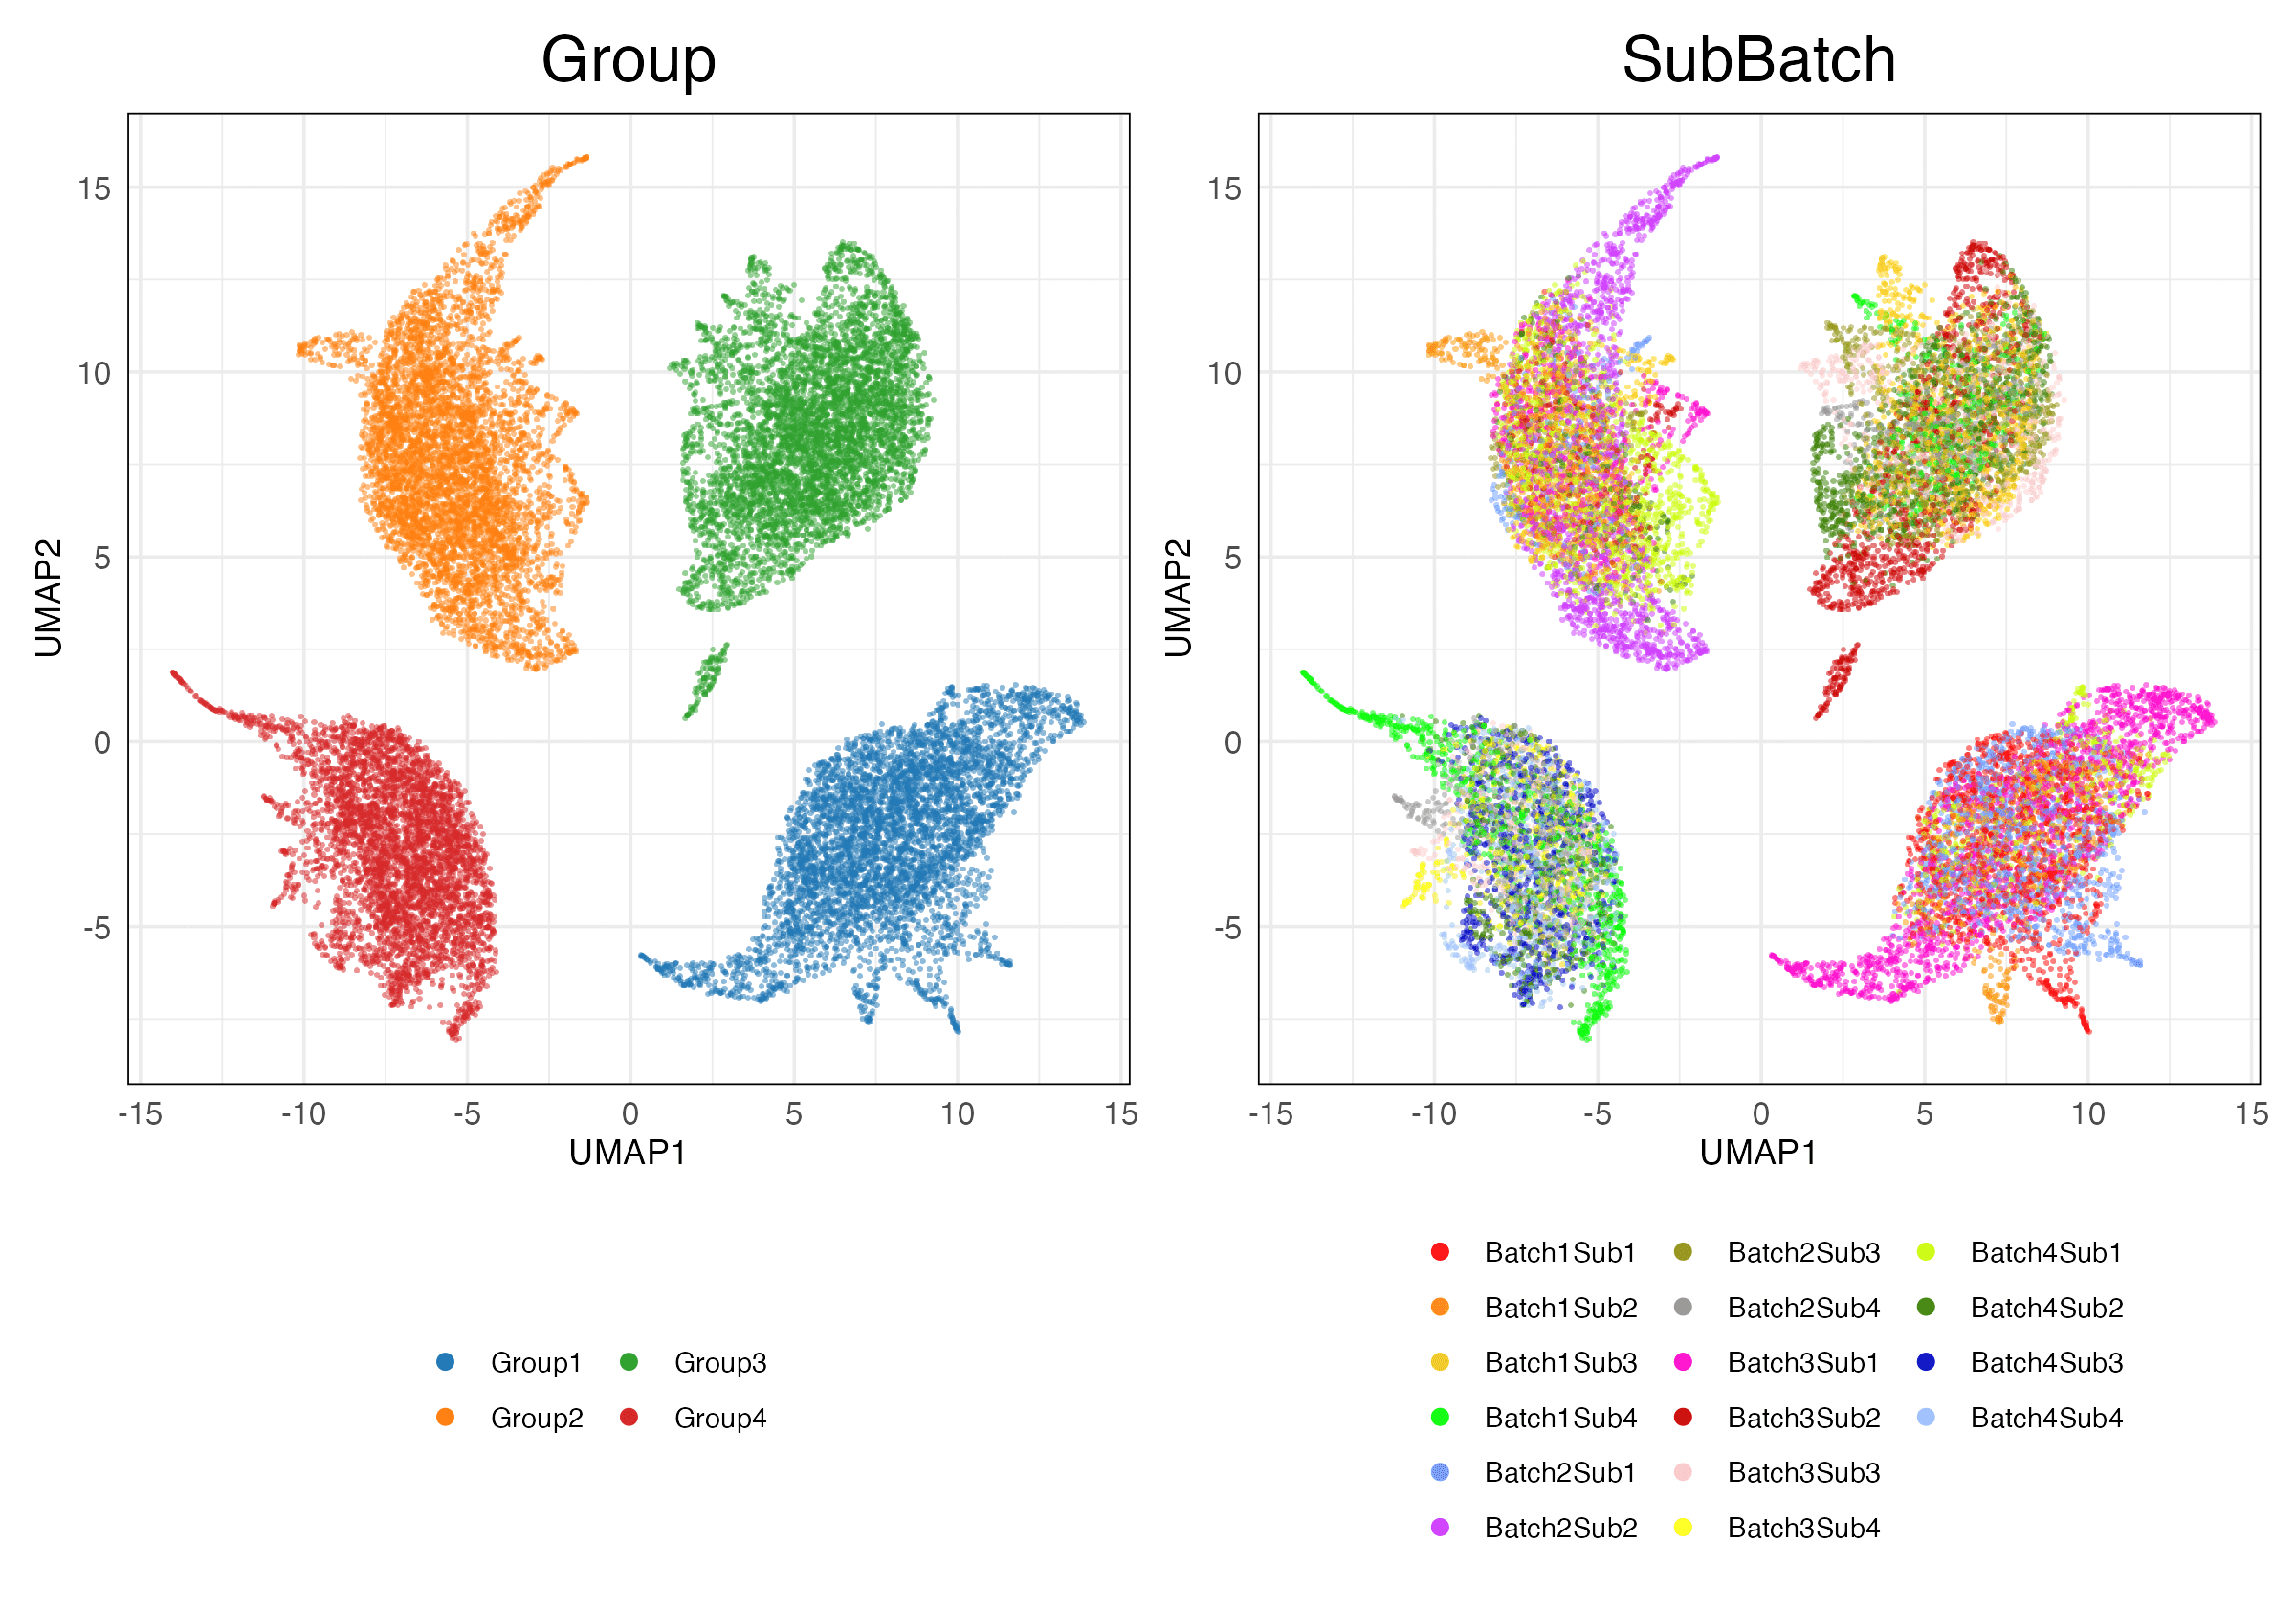 Group
SubBatch
15
10
5
0
-5
UMAP2
-15 -10 -5 0 5 10 15
UMAP1
15
10
5
0
-5
UMAP2
-15 -10 -5 0 5 10 15
UMAP1
Group1 Group3
Group2 Group4
Batch1Sub1 Batch2Sub3 Batch4Sub1
Batch1Sub2 Batch2Sub4 Batch4Sub2
Batch1Sub3 Batch3Sub1 Batch4Sub3
Batch1Sub4 Batch3Sub2 Batch4Sub4
Batch2Sub1 Batch3Sub3
Batch2Sub2 Batch3Sub4